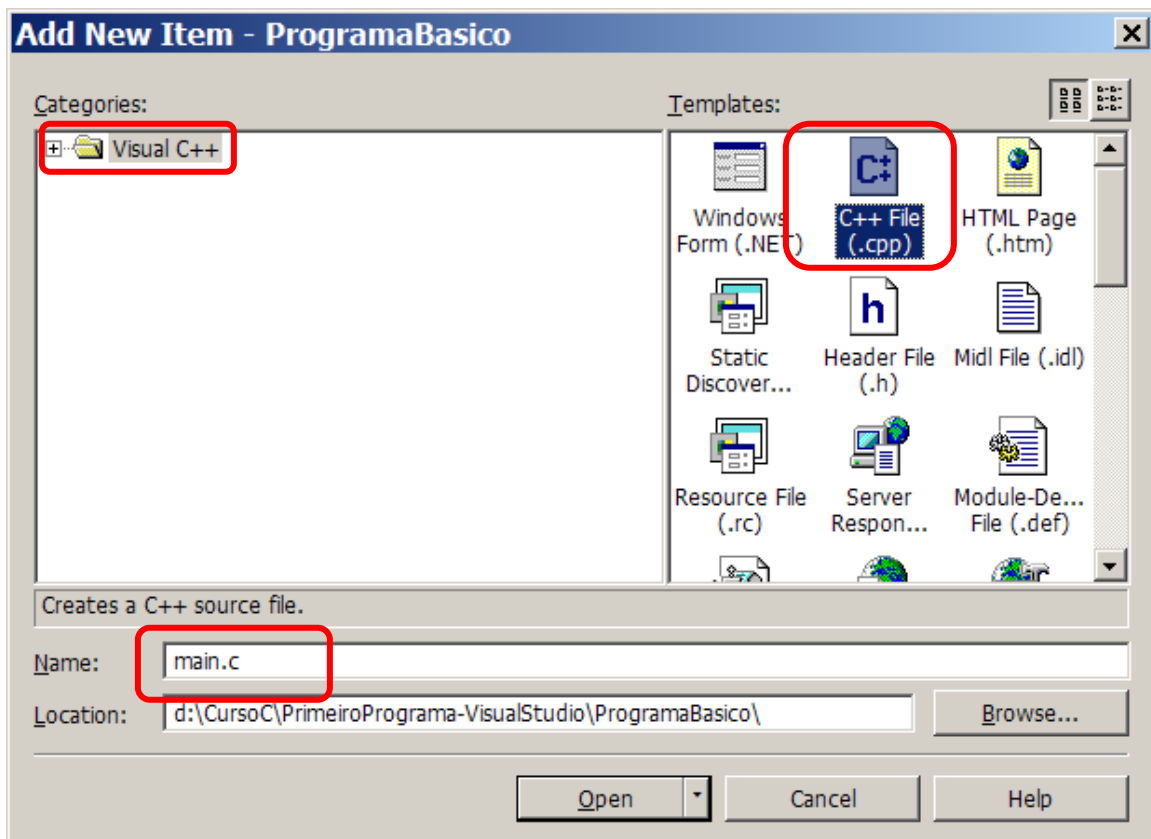 Add New Item - ProgramaBasico
Categories:
Templates:
Visual C++
Windows
Form (.NET)
C++ File
(.cpp)
HTML Page
(.htm)
Static
Discover...
Header File
(.h)
Midl File (.idl)
Resource File
(.rc)
Server
Respon...
Module-De...
File (.def)
Creates a C++ source file.
Name:
main.c
Location:
d:\CursoC\PrimeiroPrograma-VisualStudio\ProgramaBasico\
Browse...
Open
Cancel
Help